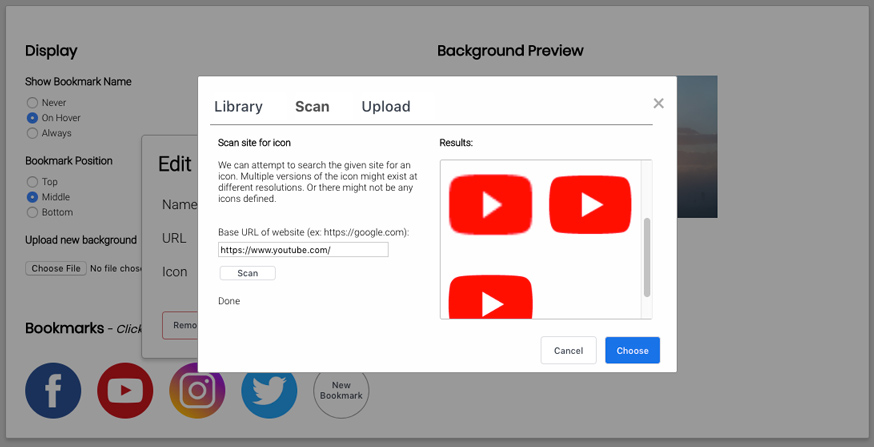 Display
Background Preview
Show Bookmark Name
Never
On Hover
Always
Bookmark Position
Top
Middle
Bottom
Upload new background
Choose File No file chose
Bookmarks - Click
New
Bookmark
Edit
Name
URL
Icon
Remo
Library Scan Upload
Scan site for icon
We can attempt to search the given site for an
icon. Multiple versions of the icon might exist at
different resolutions. Or there might not be any
icons defined.
Base URL of website (ex: https://google.com):
https://www.youtube.com/
Scan
Done
Results:
Cancel
Choose